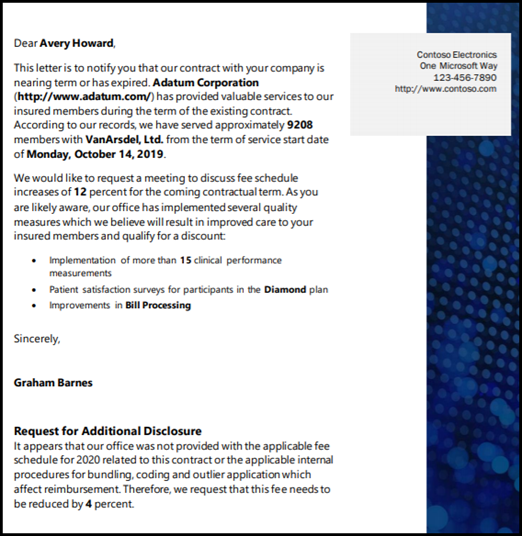 Dear Avery Howard,
This letter is to notify you that our contract with your company is
nearing term or has expired. Adatum Corporation
(http://www.adatum.com/) has provided valuable services to our
insured members during the term of the existing contract.
According to our records, we have served approximately 9208
members with VanArsdel, Ltd. from the term of service start date
of Monday, October 14, 2019.
We would like to request a meeting to discuss fee schedule
increases of 12 percent for the coming contractual term. As you
are likely aware, our office has implemented several quality
measures which we believe will result in improved care to your
insured members and qualify for a discount:
• Implementation of more than 15 clinical performance
measurements
• Patient satisfaction surveys for participants in the Diamond plan
• Improvements in Bill Processing
Sincerely,
Graham Barnes
Request for Additional Disclosure
It appears that our office was not provided with the applicable fee
schedule for 2020 related to this contract or the applicable internal
procedures for bundling, coding and outlier application which
affect reimbursement. Therefore, we request that this fee needs to
be reduced by 4 percent.
Contoso Electronics
One Microsoft Way
123-456-7890
http://www.contoso.com